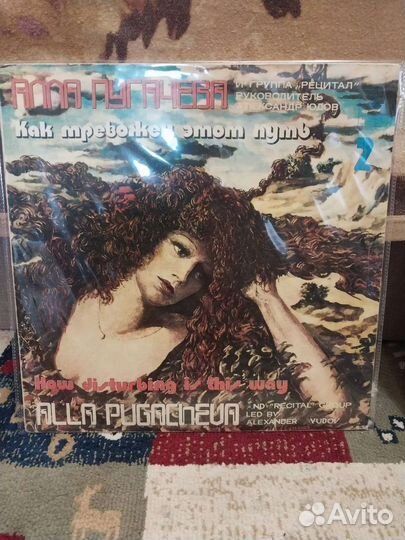 АЛЛА ПУГАЧЕВА
И ГРУППА „РЕЦИТАЛ"
РУКОВОДИТЕЛЬ
АЛЕКСАНДР ЮДОВ
Как тревожен этот путь
2
How disturbing is this way
ALLA PUGACHEVA
AND "RECITAL" GROUP
LED BY
ALEXANDER YUDOV
Avito